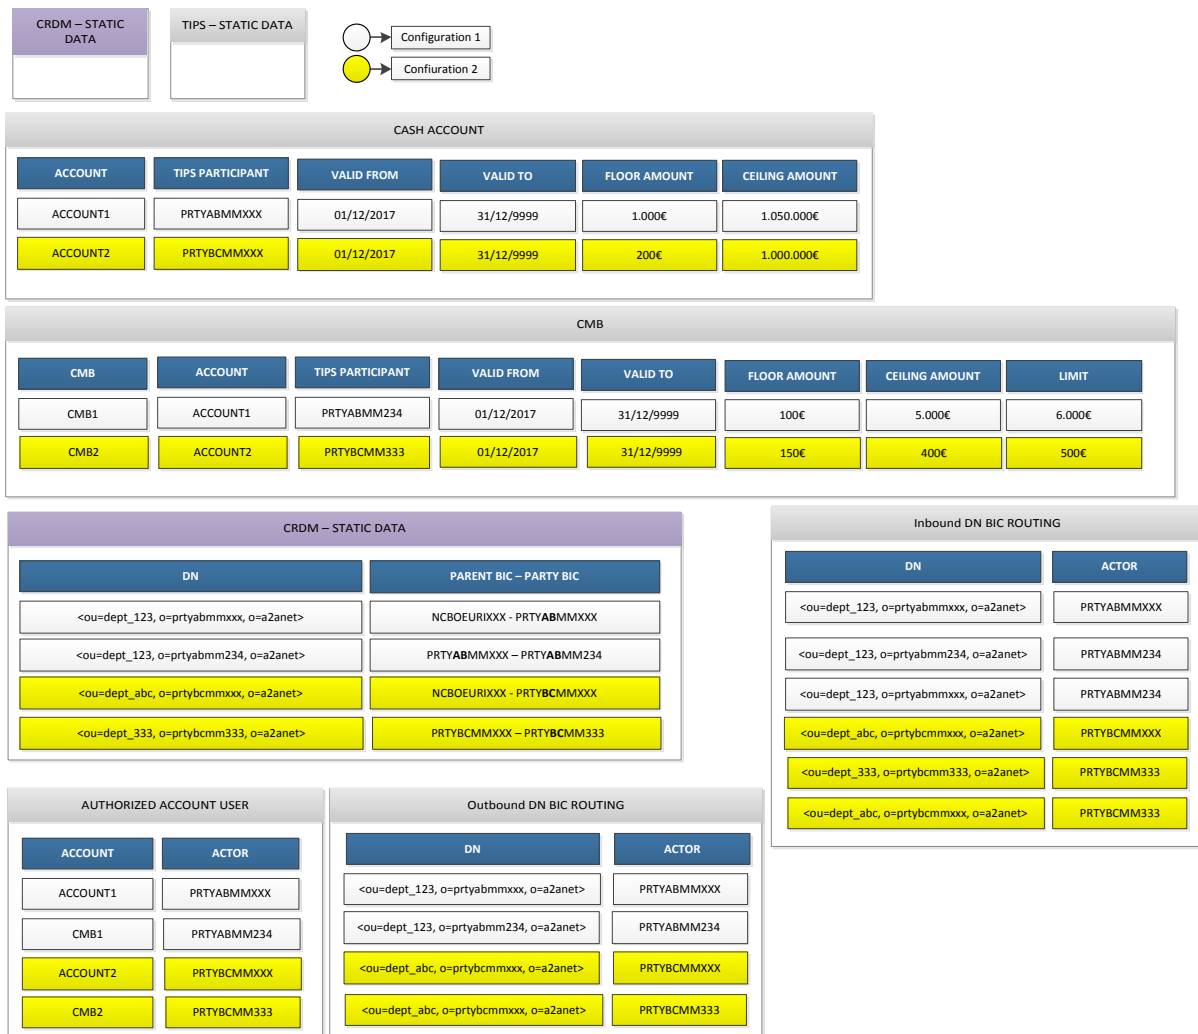 CRDM – STATIC
DATA
TIPS – STATIC DATA
Configuration 1
Confiuration 2
CASH ACCOUNT
ACCOUNT TIPS PARTICIPANT VALID FROM VALID TO FLOOR AMOUNT CEILING AMOUNT
ACCOUNT1 PRTYABMMXXX 01/12/2017 31/12/9999 1.000€ 1.050.000€
ACCOUNT2 PRTYBCMMXXX 01/12/2017 31/12/9999 200€ 1.000.000€
CMB
CMB ACCOUNT TIPS PARTICIPANT VALID FROM VALID TO FLOOR AMOUNT CEILING AMOUNT LIMIT
CMB1 ACCOUNT1 PRTYABMM234 01/12/2017 31/12/9999 100€ 5.000€ 6.000€
CMB2 ACCOUNT2 PRTYBCMM333 01/12/2017 31/12/9999 150€ 400€ 500€
CRDM – STATIC DATA
DN PARENT BIC – PARTY BIC
<ou=dept_123, o=prtyabmmxxx, o=a2anet> NCBOEURIXXX - PRTYABMMXXX
<ou=dept_123, o=prtyabmm234, o=a2anet> PRTYABMMXXX – PRTYABMM234
<ou=dept_abc, o=prtybcmmxxx, o=a2anet> NCBOEURIXXX - PRTYBCMMXXX
<ou=dept_333, o=prtybcmm333, o=a2anet> PRTYBCMMXXX – PRTYBCMM333
Inbound DN BIC ROUTING
DN ACTOR
<ou=dept_123, o=prtyabmmxxx, o=a2anet> PRTYABMMXXX
<ou=dept_123, o=prtyabmm234, o=a2anet> PRTYABMM234
<ou=dept_123, o=prtyabmmxxx, o=a2anet> PRTYABMM234
<ou=dept_abc, o=prtybcmmxxx, o=a2anet> PRTYBCMMXXX
<ou=dept_333, o=prtybcmm333, o=a2anet> PRTYBCMM333
<ou=dept_abc, o=prtybcmmxxx, o=a2anet> PRTYBCMM333
AUTHORIZED ACCOUNT USER
ACCOUNT ACTOR
ACCOUNT1 PRTYABMMXXX
CMB1 PRTYABMM234
ACCOUNT2 PRTYBCMMXXX
CMB2 PRTYBCMM333
Outbound DN BIC ROUTING
DN ACTOR
<ou=dept_123, o=prtyabmmxxx, o=a2anet> PRTYABMMXXX
<ou=dept_123, o=prtyabmm234, o=a2anet> PRTYABMM234
<ou=dept_abc, o=prtybcmmxxx, o=a2anet> PRTYBCMMXXX
<ou=dept_abc, o=prtybcmmxxx, o=a2anet> PRTYBCMM333